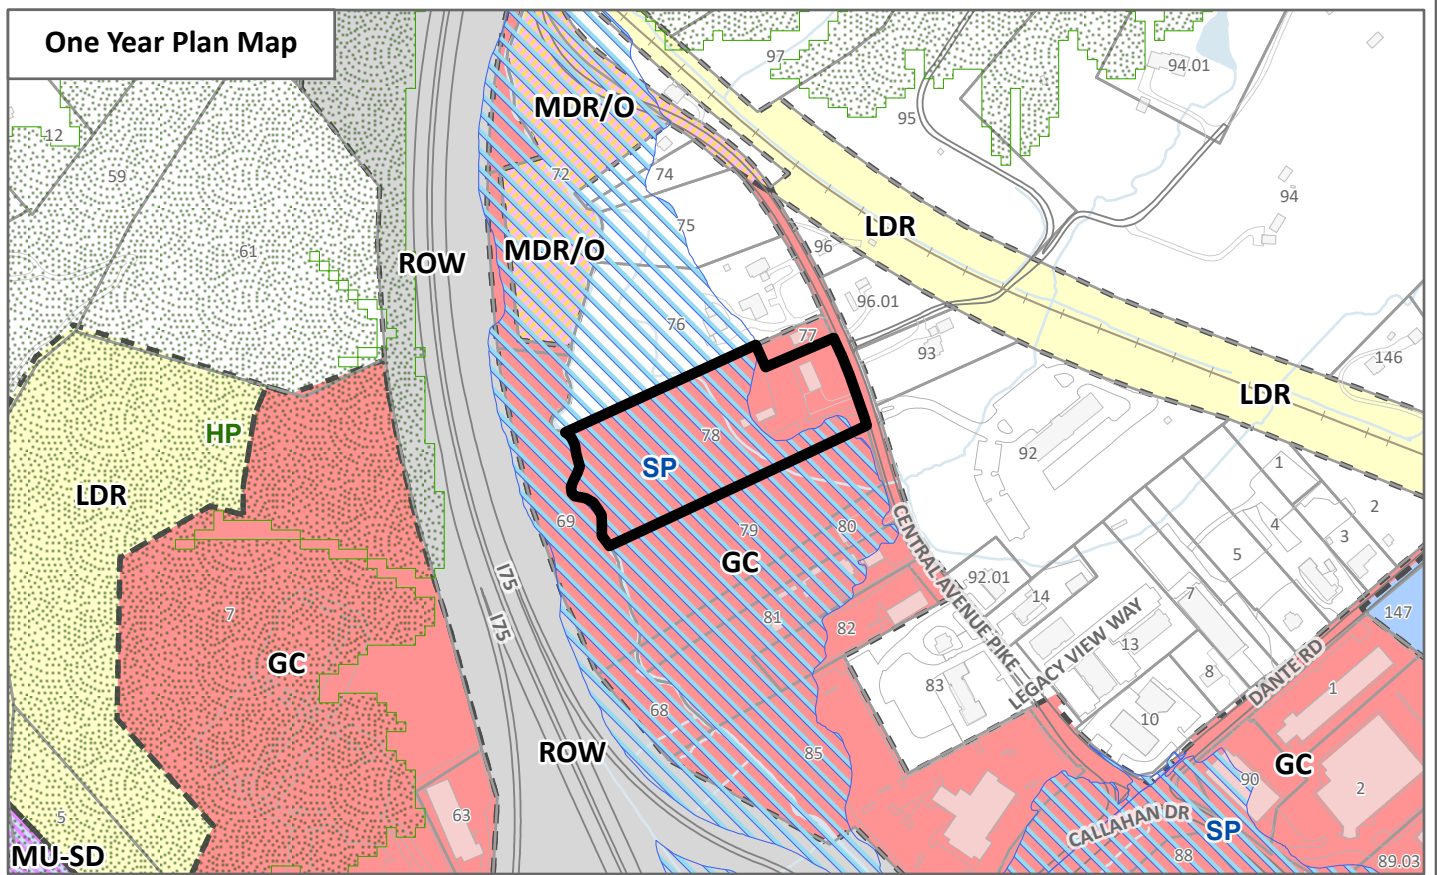 One Year Plan Map
97
94.01
MDR/O
95
12
72
74
59
94
75
LDR
96
61
MDR/O
ROW
96.01
76
77
93
146
LDR
HP
78
92
1
SP
LDR
2
69
4
79
80
3
5
GC
CENTRAL AVENUE PIKE
I75
92.01
14
7
147
I75
7
81
82
LEGACY VIEW WAY
13
GC
8
DANTE RD
83
1
68
10
ROW
85
GC
90
2
63
5
CALLAHAN DR
SP
MU-SD
88
89.03